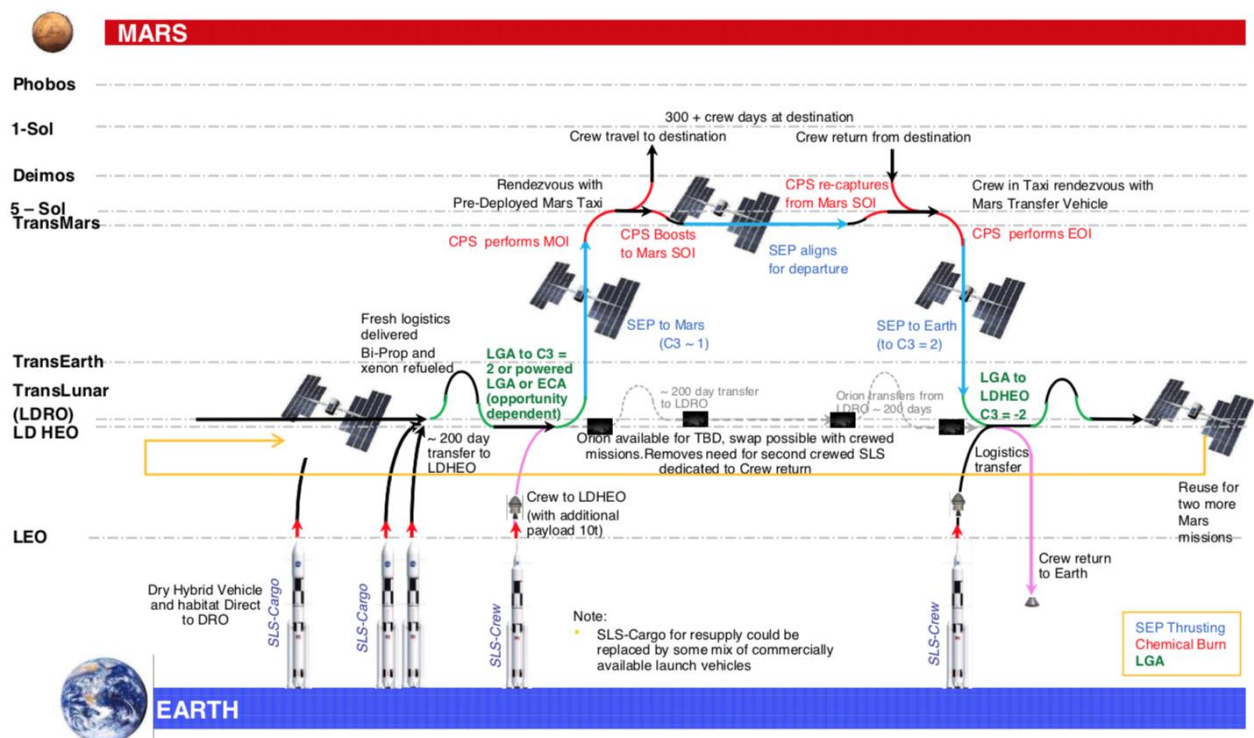 MARS
Phobos
1-Sol
Deimos
5 – Sol
TransMars
TransEarth
TransLunar
(LDRO)
LD HEO
LEO
300 + crew days at destination
Crew travel to destination
Crew return from destination
Rendezvous with
Pre-Deployed Mars Taxi
CPS re-captures
from Mars SOI
Crew in Taxi rendezvous with
Mars Transfer Vehicle
CPS performs MOI
CPS Boosts
to Mars SOI
SEP aligns
for departure
CPS performs EOI
Fresh logistics
delivered
Bi-Prop and
xenon refueled
LGA to C3 =
2 or powered
LGA or ECA
(opportunity
dependent)
SEP to Mars
(C3 ~ 1)
SEP to Earth
(to C3 = 2)
LGA to
LDHEO
C3 = -2
~ 200 day transfer
to LDRO
Orion transfers from
LDRO ~ 200 days
~ 200 day
transfer to
LDHEO
Orion available for TBD, swap possible with crewed
missions.Removes need for second crewed SLS
dedicated to Crew return
Logistics
transfer
Crew to LDHEO
(with additional
payload 10t)
Reuse for
two more
Mars
missions
Crew return
to Earth
Dry Hybrid Vehicle
and habitat Direct
to DRO
SLS-Cargo
SLS-Cargo
SLS-Crew
SLS-Crew
Note:
* SLS-Cargo for resupply could be
replaced by some mix of commercially
available launch vehicles
SEP Thrusting
Chemical Burn
LGA
EARTH